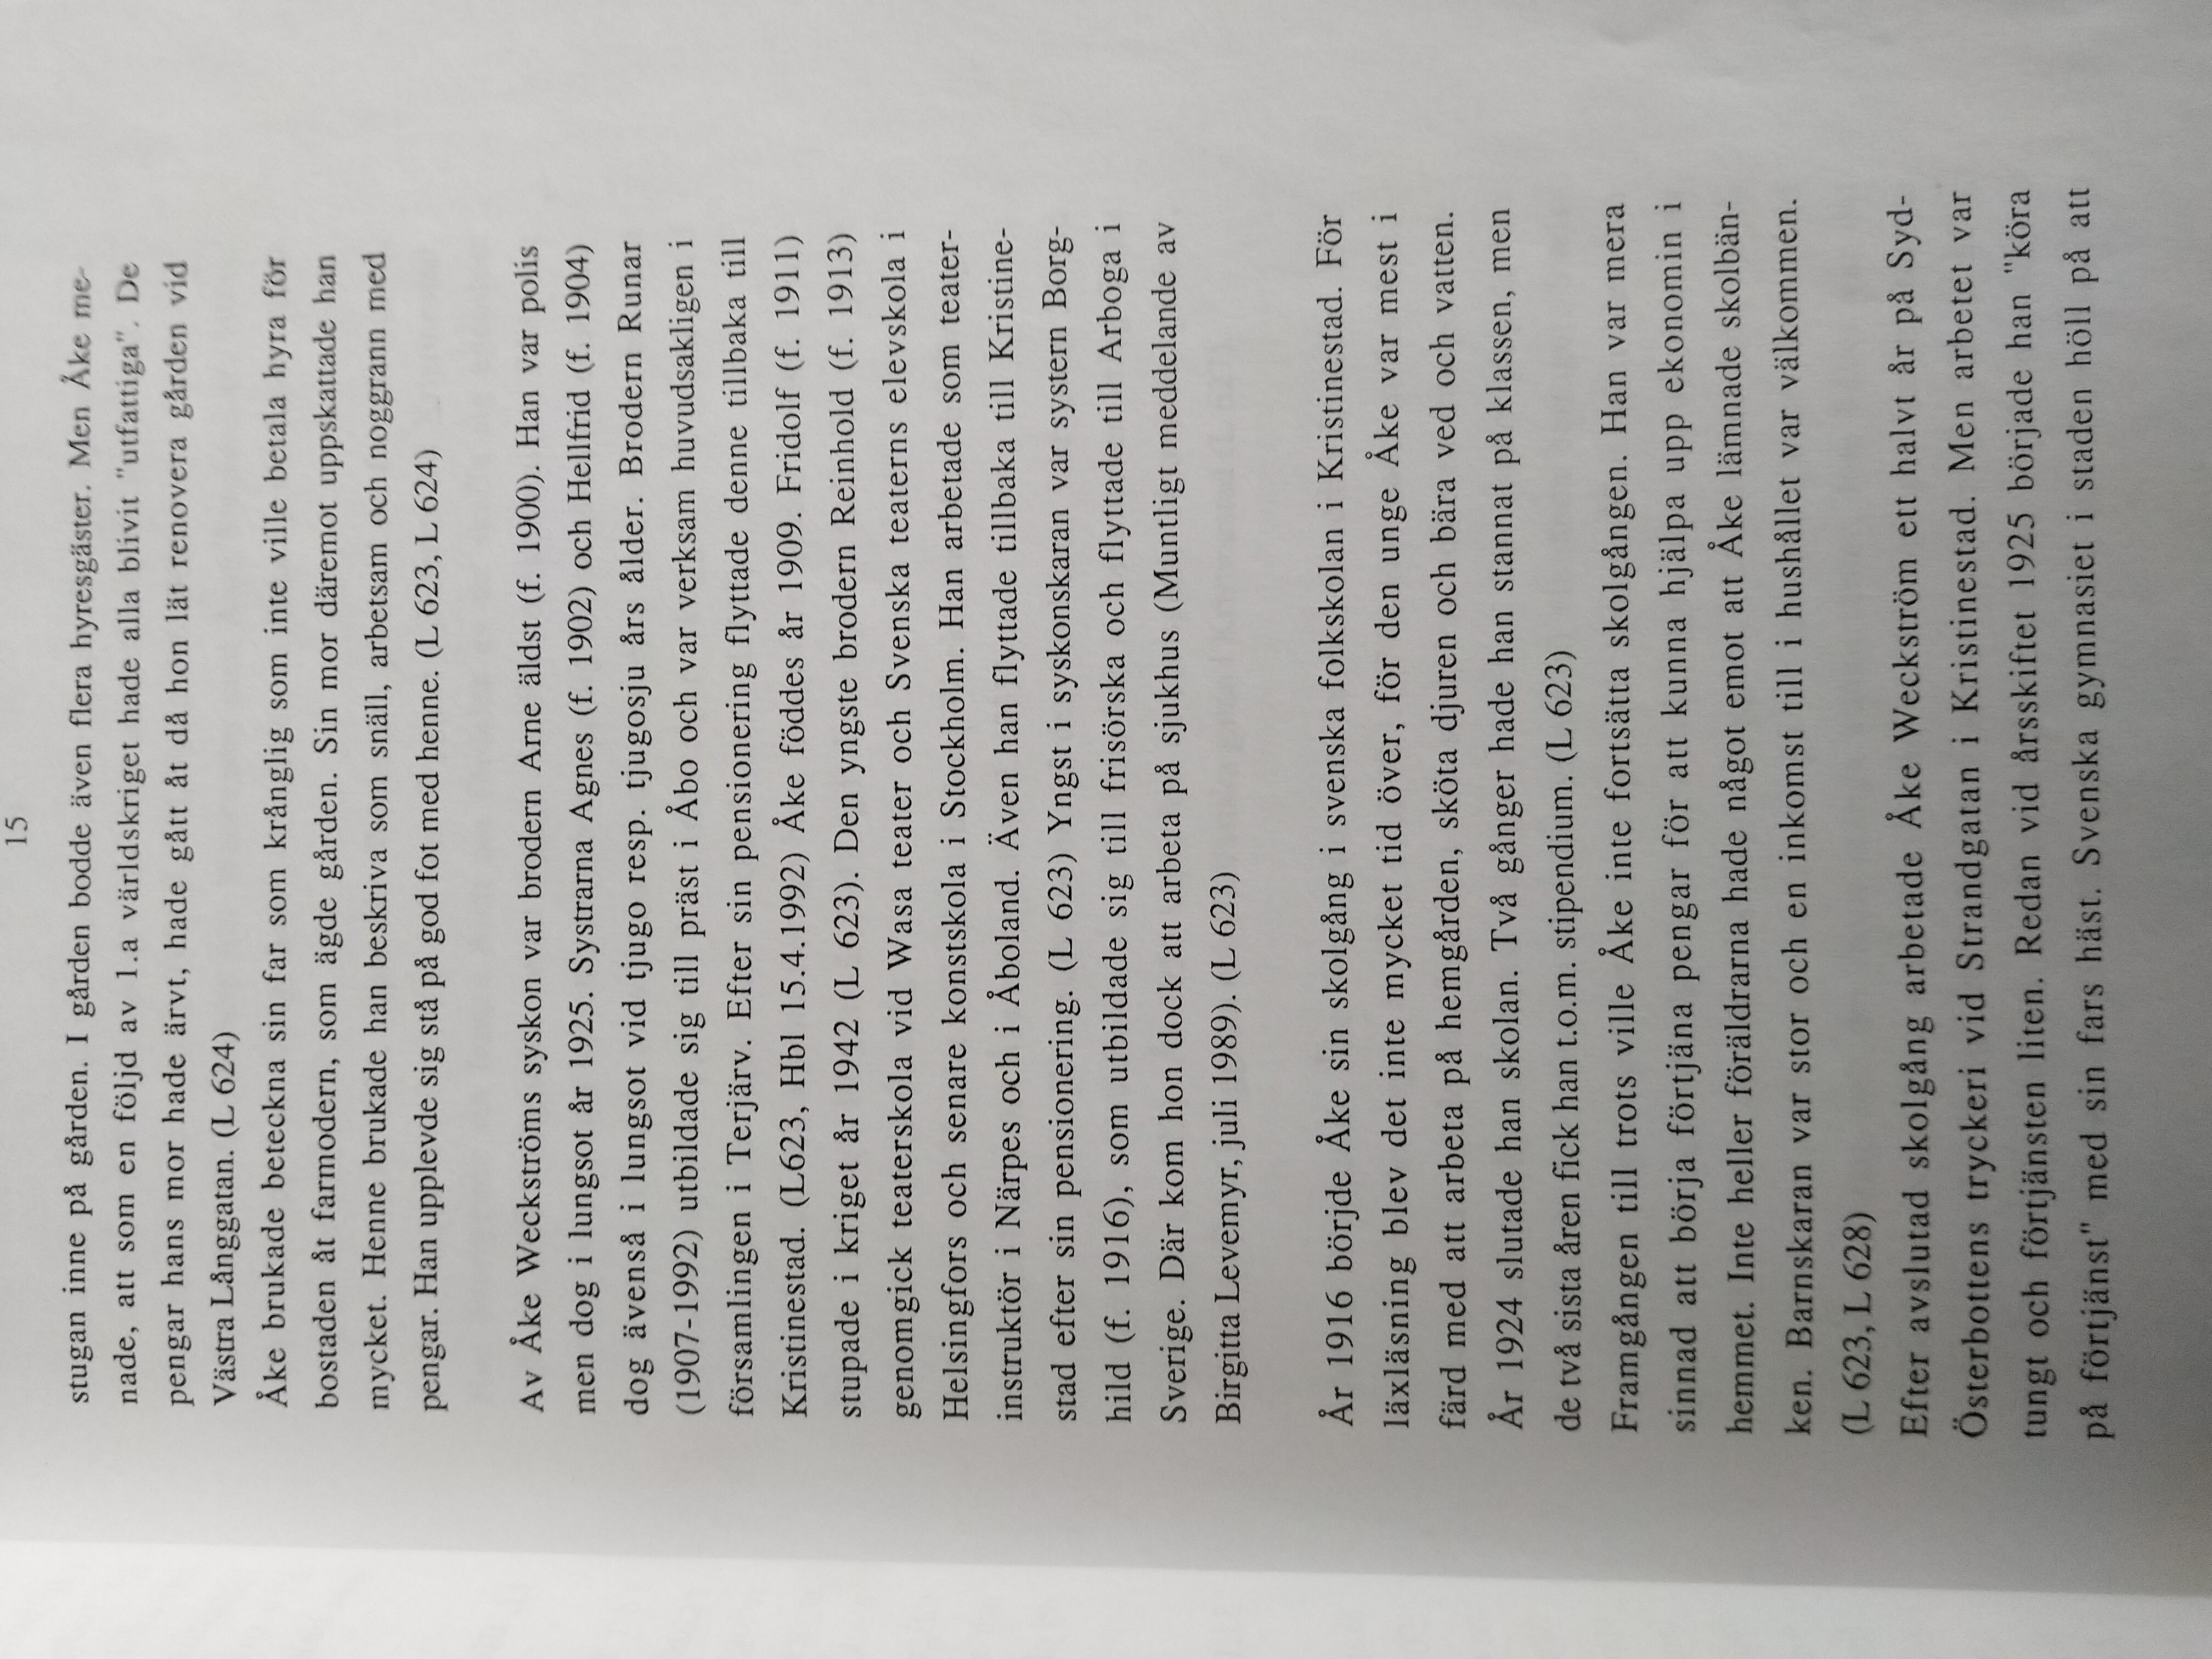 15
stugan inne på gården. I gården bodde även flera hyresgäster. Men Åke me-
nade, att som en följd av 1.a världskriget hade alla blivit "utfattiga". De
pengar hans mor hade ärvt, hade gått åt då hon lät renovera gården vid
Västra Långgatan. (L 624)
Åke brukade beteckna sin far som krånglig som inte ville betala hyra för
bostaden åt farmodern, som ägde gården. Sin mor däremot uppskattade han
mycket. Henne brukade han beskriva som snäll, arbetsam och noggrann med
pengar. Han upplevde sig stå på god fot med henne. (L 623, L 624)
Av Åke Weckströms syskon var brodern Arne äldst (f. 1900). Han var polis
men dog i lungsot år 1925. Systrarna Agnes (f. 1902) och Hellfrid (f. 1904)
dog ävenså i lungsot vid tjugo resp. tjugosju års ålder. Brodern Runar
(1907-1992) utbildade sig till präst i Åbo och var verksam huvudsakligen i
församlingen i Terjärv. Efter sin pensionering flyttade denne tillbaka till
Kristinestad. (L623, Hbl 15.4.1992) Åke föddes år 1909. Fridolf (f. 1911)
stupade i kriget år 1942 (L 623). Den yngste brodern Reinhold (f. 1913)
genomgick teaterskola vid Wasa teater och Svenska teaterns elevskola i
Helsingfors och senare konstskola i Stockholm. Han arbetade som teater-
instruktör i Närpes och i Åboland. Även han flyttade tillbaka till Kristine-
stad efter sin pensionering. (L 623) Yngst i syskonskaran var systern Borg-
hild (f. 1916), som utbildade sig till frisörska och flyttade till Arboga i
Sverige. Där kom hon dock att arbeta på sjukhus (Muntligt meddelande av
Birgitta Levemyr, juli 1989). (L 623)
År 1916 börjde Åke sin skolgång i svenska folkskolan i Kristinestad. För
läxläsning blev det inte mycket tid över, för den unge Åke var mest i
färd med att arbeta på hemgården, sköta djuren och bära ved och vatten.
År 1924 slutade han skolan. Två gånger hade han stannat på klassen, men
de två sista åren fick han t.o.m. stipendium. (L 623)
Framgången till trots ville Åke inte fortsätta skolgången. Han var mera
sinnad att börja förtjäna pengar för att kunna hjälpa upp ekonomin i
hemmet. Inte heller föräldrarna hade något emot att Åke lämnade skolbän-
ken. Barnskaran var stor och en inkomst till i hushållet var välkommen.
(L 623, L 628)
Efter avslutad skolgång arbetade Åke Weckström ett halvt år på Syd-
Österbottens tryckeri vid Strandgatan i Kristinestad. Men arbetet var
tungt och förtjänsten liten. Redan vid årsskiftet 1925 började han "köra
på förtjänst" med sin fars häst. Svenska gymnasiet i staden höll på att